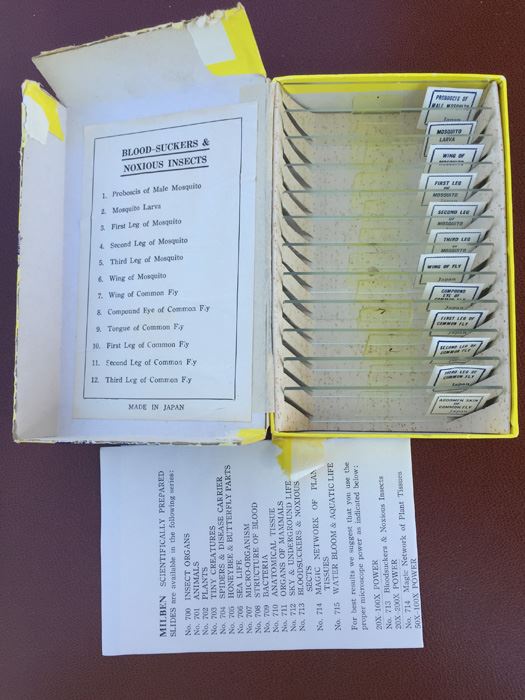 BLOOD-SUCKERS &
NOXIOUS INSECTS
1. Proboscis of Male Mosquito
2. Mosquito Larva
3. First Leg of Mosquito
4. Second Leg of Mosquito
5. Third Leg of Mosquito
6. Wing of Mosquito
7. Wing of Common Fly
8. Compound Eye of Common Fly
9. Tongue of Common Fly
10. First Leg of Common Fly
11. Second Leg of Common Fly
12. Third Leg of Common Fly
MADE IN JAPAN
PROBOSCIS OF
MALE MOSQUITO
Japan
MOSQUITO
LARVA
WING OF
FIRST LEG
OF
MOSQUITO
SECOND LEG
OF
MOSQUITO
THIRD LEG
OF
MOSQUITO
WING OF FLY
Japan
COMPOUND
EYE OF
COMMON FLY
FIRST LEG OF
COMMON FLY
Japan
SECOND LEG OF
COMMON FLY
THIRD LEG OF
COMMON FLY
Japan
ABDOMEN SKIN
OF
COMMON FLY
Japan
MILBEN SCIENTIFICALLY PREPARED
SLIDES are available in the following series:
No. 700 INSECT ORGANS
No. 701 ANIMALS
No. 702 PLANTS
No. 703 TINY CREATURES
No. 704 SPIDERS & DISEASE CARRIER
No. 705 HONEYBEE & BUTTERFLY PARTS
No. 706 SEA LIFE
No. 707 MICRO-ORGANISM
No. 708 STRUCTURE OF BLOOD
No. 709 BACTERIA
No. 710 ANATOMICAL TISSUE
No. 711 ORGANS OF MAMMALS
No. 712 SKY & UNDERGROUND LIFE
No. 713 BLOODSUCKERS & NOXIOUS
SECTS
No. 714 MAGIC NETWORK OF PLAN
TISSUES
No. 715 WATER BLOOM & AQUATIC LIFE
For best results we suggest that you use the
proper microscope power as indicated below:
20X-100X POWER
No. 713 Bloodsuckers & Noxious Insects
20X-200X POWER
No. 714 Magic Network of Plant Tissues
50X-100X POWER